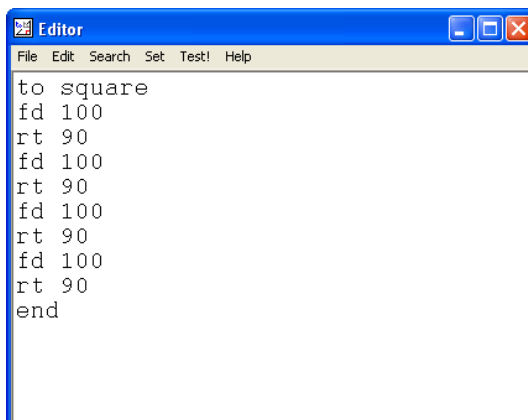 Editor
File Edit Search Set Test! Help
to square
fd 100
rt 90
fd 100
rt 90
fd 100
rt 90
fd 100
rt 90
end